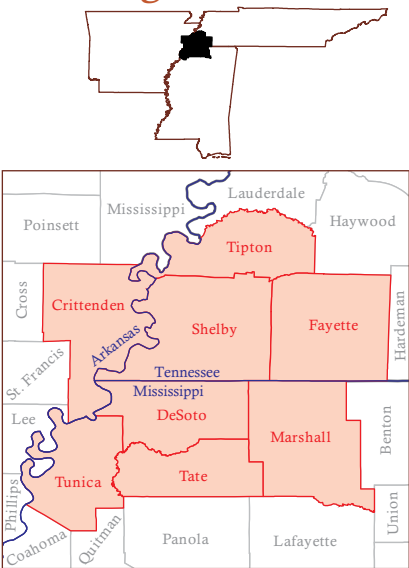 Lauderdale
Mississippi
Haywood
Poinsett
Tipton
Cross
Crittenden
Arkansas
Shelby
Fayette
Hardeman
St. Francis
Tennessee
Mississippi
Lee
DeSoto
Marshall
Benton
Tunica
Tate
Phillips
Union
Coahoma
Quitman
Panola
Lafayette